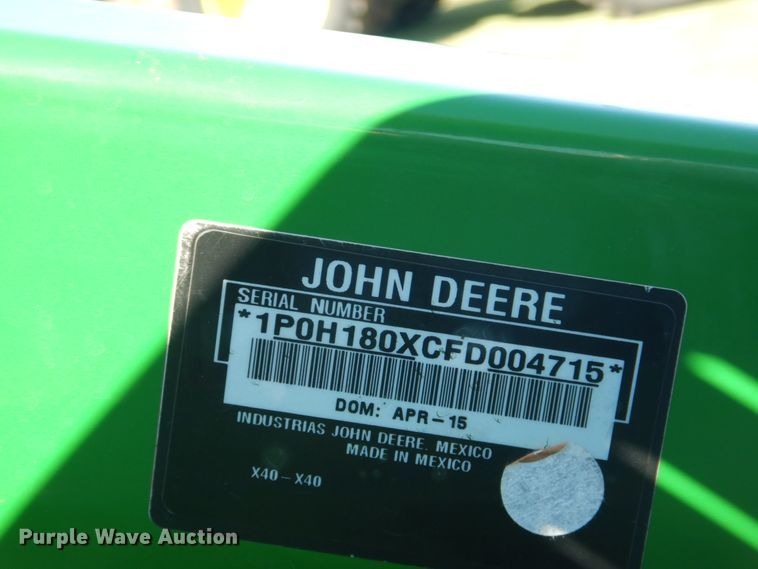 JOHN DEERE
SERIAL NUMBER
*1P0H180XCFD004715*
DOM: APR-15
INDUSTRIAS JOHN DEERE. MEXICO
MADE IN MEXICO
X40-X40
Purple Wave Auction